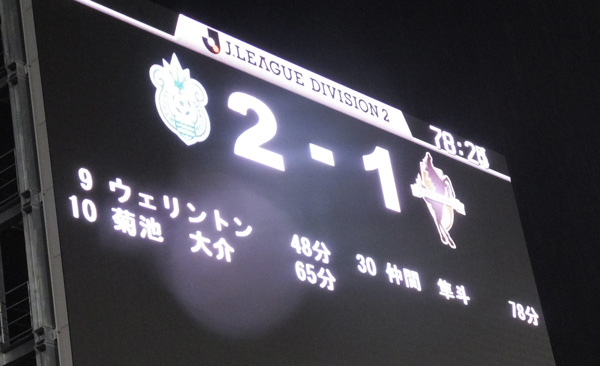 J.LEAGUE DIVISION 2
78:26
2 - 1
9 ウェリントン 48分
10 菊池 大介 65分
30 仲間 隼斗 78分